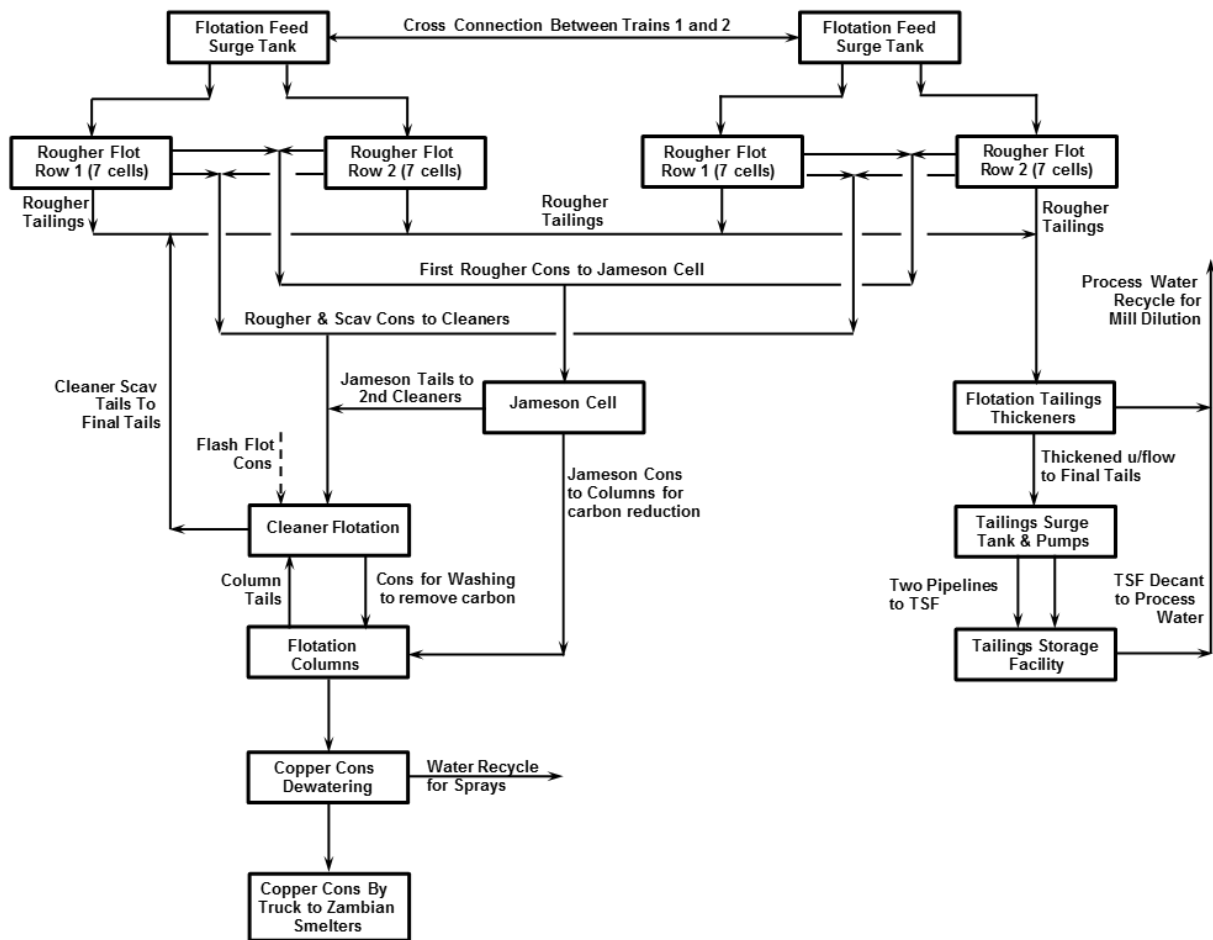 Flotation Feed
Surge Tank
Cross Connection Between Trains 1 and 2
Flotation Feed
Surge Tank
Rougher Flot
Row 1 (7 cells)
Rougher Flot
Row 2 (7 cells)
Rougher Flot
Row 1 (7 cells)
Rougher Flot
Row 2 (7 cells)
Rougher
Tailings
Rougher
Tailings
Rougher
Tailings
First Rougher Cons to Jameson Cell
Process Water
Recycle for
Mill Dilution
Rougher & Scav Cons to Cleaners
Cleaner Scav
Tails To
Final Tails
Jameson Tails to
2nd Cleaners
Jameson Cell
Flotation Tailings
Thickeners
Flash Flot
Cons
Jameson Cons
to Columns for
carbon reduction
Thickened u/flow
to Final Tails
Cleaner Flotation
Tailings Surge
Tank & Pumps
Column
Tails
Cons for Washing
to remove carbon
Two Pipelines
to TSF
TSF Decant
to Process
Water
Flotation
Columns
Tailings Storage
Facility
Copper Cons
Dewatering
Water Recycle
for Sprays
Copper Cons By
Truck to Zambian
Smelters